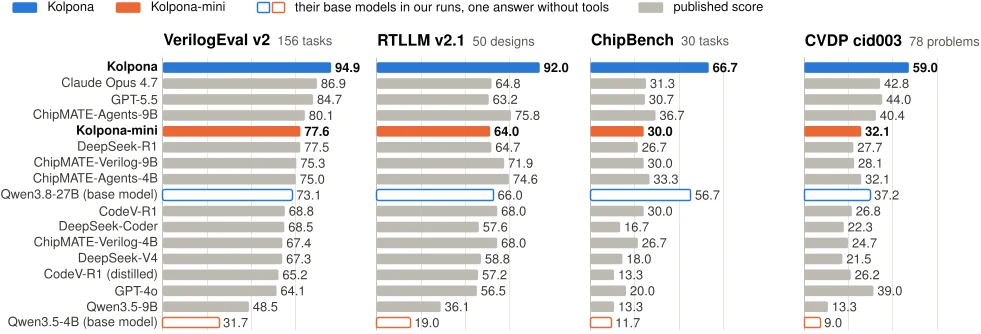 Kolpona Kolpona-mini their base models in our runs, one answer without tools published score
VerilogEval v2 156 tasks RTLLM v2.1 50 designs ChipBench 30 tasks CVDP cid003 78 problems
Kolpona 94.9 92.0 66.7 59.0
Claude Opus 4.7 86.9 64.8 31.3 42.8
GPT-5.5 84.7 63.2 30.7 44.0
ChipMATE-Agents-9B 80.1 75.8 36.7 40.4
Kolpona-mini 77.6 64.0 30.0 32.1
DeepSeek-R1 77.5 64.7 26.7 27.7
ChipMATE-Verilog-9B 75.3 71.9 30.0 28.1
ChipMATE-Agents-4B 75.0 74.6 33.3 32.1
Qwen3.8-27B (base model) 73.1 66.0 56.7 37.2
CodeV-R1 68.8 68.0 30.0 26.8
DeepSeek-Coder 68.5 57.6 16.7 22.3
ChipMATE-Verilog-4B 67.4 68.0 26.7 24.7
DeepSeek-V4 67.3 58.8 18.0 21.5
CodeV-R1 (distilled) 65.2 57.2 13.3 26.2
GPT-4o 64.1 56.5 20.0 39.0
Qwen3.5-9B 48.5 36.1 13.3 13.3
Qwen3.5-4B (base model) 31.7 19.0 11.7 9.0